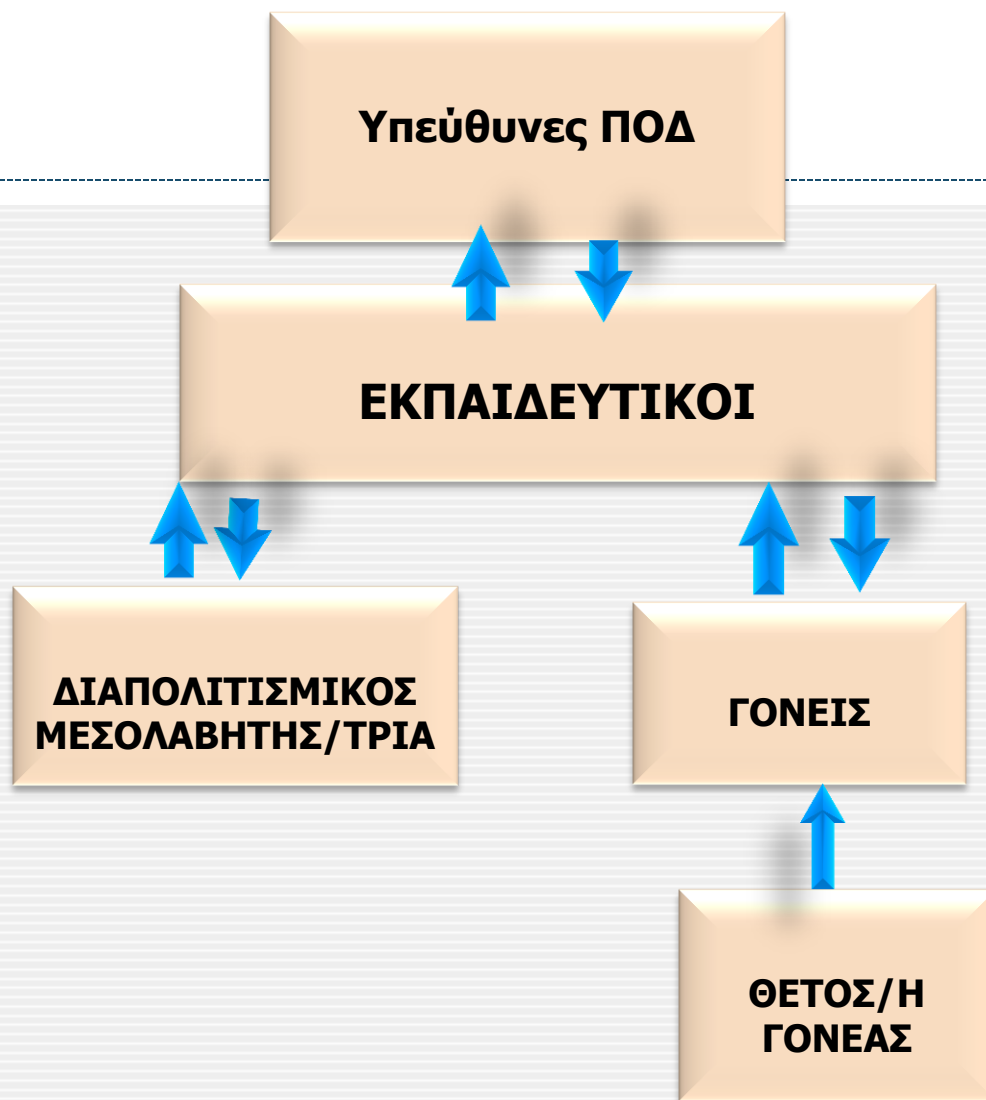 Υπεύθυνες ΠΟΔ
ΕΚΠΑΙΔΕΥΤΙΚΟΙ
ΔΙΑΠΟΛΙΤΙΣΜΙΚΟΣ
ΜΕΣΟΛΑΒΗΤΗΣ/ΤΡΙΑ
ΓΟΝΕΙΣ
ΘΕΤΟΣ/Η
ΓΟΝΕΑΣ